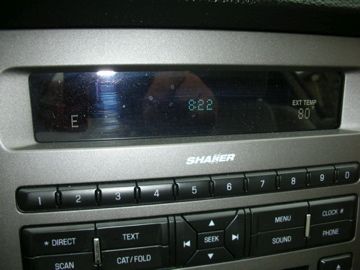 8:22
EXT TEMP
E
80°
SHAKER
1 2 3 4 5 6 7 8 9 0
* DIRECT TEXT SEEK MENU CLOCK #
SCAN CAT/FOLD SOUND PHONE